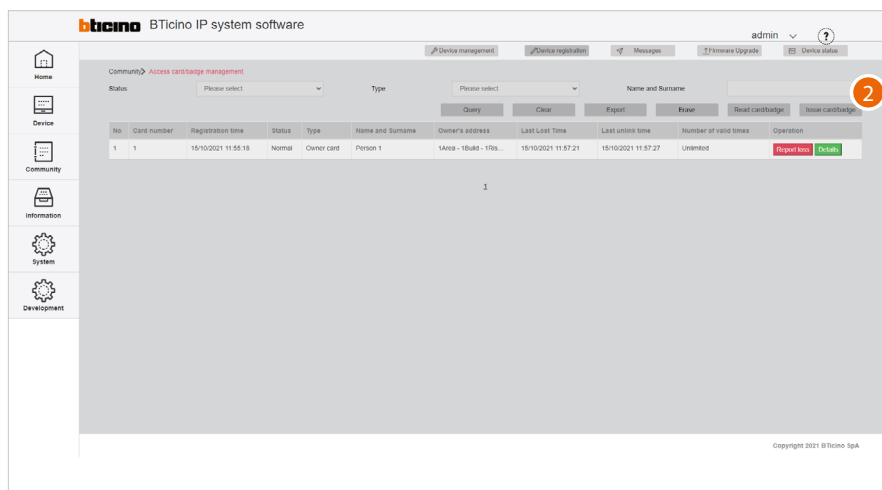 bticino BTicino IP system software
admin ?
Device management Device registration Messages Firmware Upgrade Device status
Home
Device
Community
Information
System
Development
Community> Access card/badge management
Status Please select Type Please select Name and Surname
2
Query Clear Export Erase Read card/badge Issue card/badge
No Card number Registration time Status Type Name and Surname Owner's address Last Lost Time Last unlink time Number of valid times Operation
1 1 15/10/2021 11:55:18 Normal Owner card Person 1 1Area - 1Build - 1Ris... 15/10/2021 11:57:21 15/10/2021 11:57:27 Unlimited Report loss Details
1
Copyright 2021 BTicino SpA